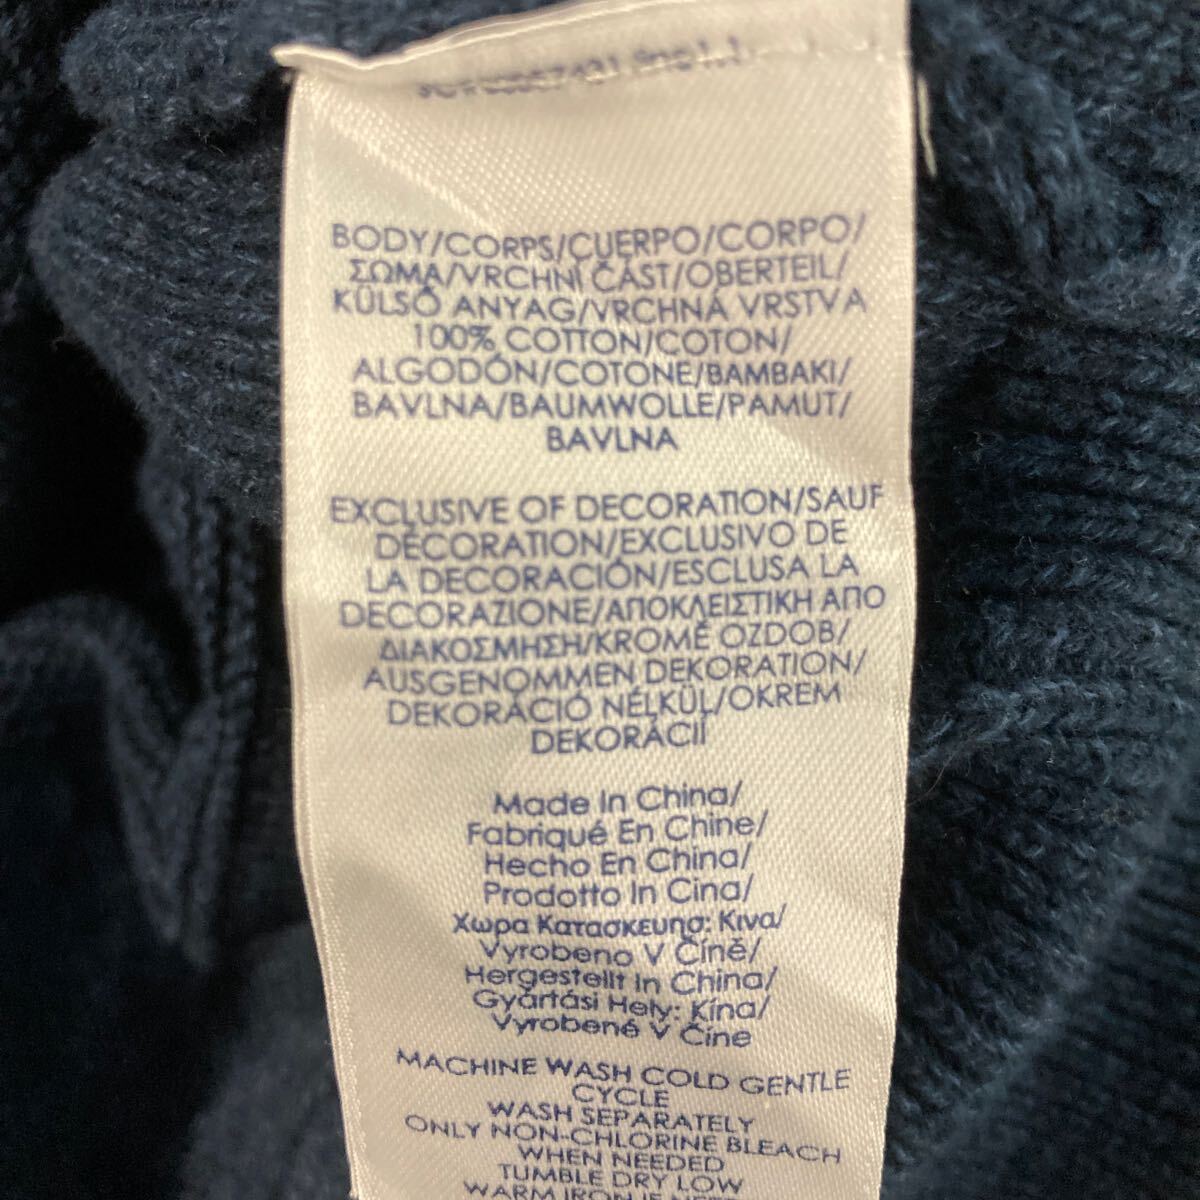 BODY/CORPS/CUERPO/CORPO/
ΣΩΜΑ/VRCHNÍ ČÁST/OBERTEIL/
KÜLSŐ ANYAG/VRCHNÁ VRSTVA
100% COTTON/COTON/
ALGODÓN/COTONE/BAMBAKI/
BAVLNA/BAUMWOLLE/PAMUT/
BAVLNA
EXCLUSIVE OF DECORATION/SAUF
DÉCORATION/EXCLUSIVO DE
LA DECORACIÓN/ESCLUSA LA
DECORAZIONE/ΑΠΟΚΛΕΙΣΤΙΚΗ ΑΠΟ
ΔΙΑΚΟΣΜΗΣΗ/KROMĚ OZDOB/
AUSGENOMMEN DEKORATION/
DEKORÁCIÓ NÉLKÜL/OKREM
DEKORÁCIÍ
Made In China/
Fabriqué En Chine/
Hecho En China/
Prodotto In Cina/
Χωρα Κατασκευης: Κινα/
Vyrobeno V Číně/
Hergestellt In China/
Gyártási Hely: Kína/
Vyrobené V Číne
MACHINE WASH COLD GENTLE
CYCLE
WASH SEPARATELY
ONLY NON-CHLORINE BLEACH
WHEN NEEDED
TUMBLE DRY LOW
WARM IRON IF